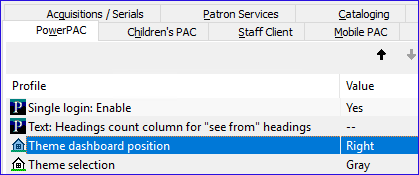 Acquisitions / Serials Patron Services Cataloging
PowerPAC Children's PAC Staff Client Mobile PAC
Profile Value
Single login: Enable Yes
Text: Headings count column for "see from" headings --
Theme dashboard position Right
Theme selection Gray